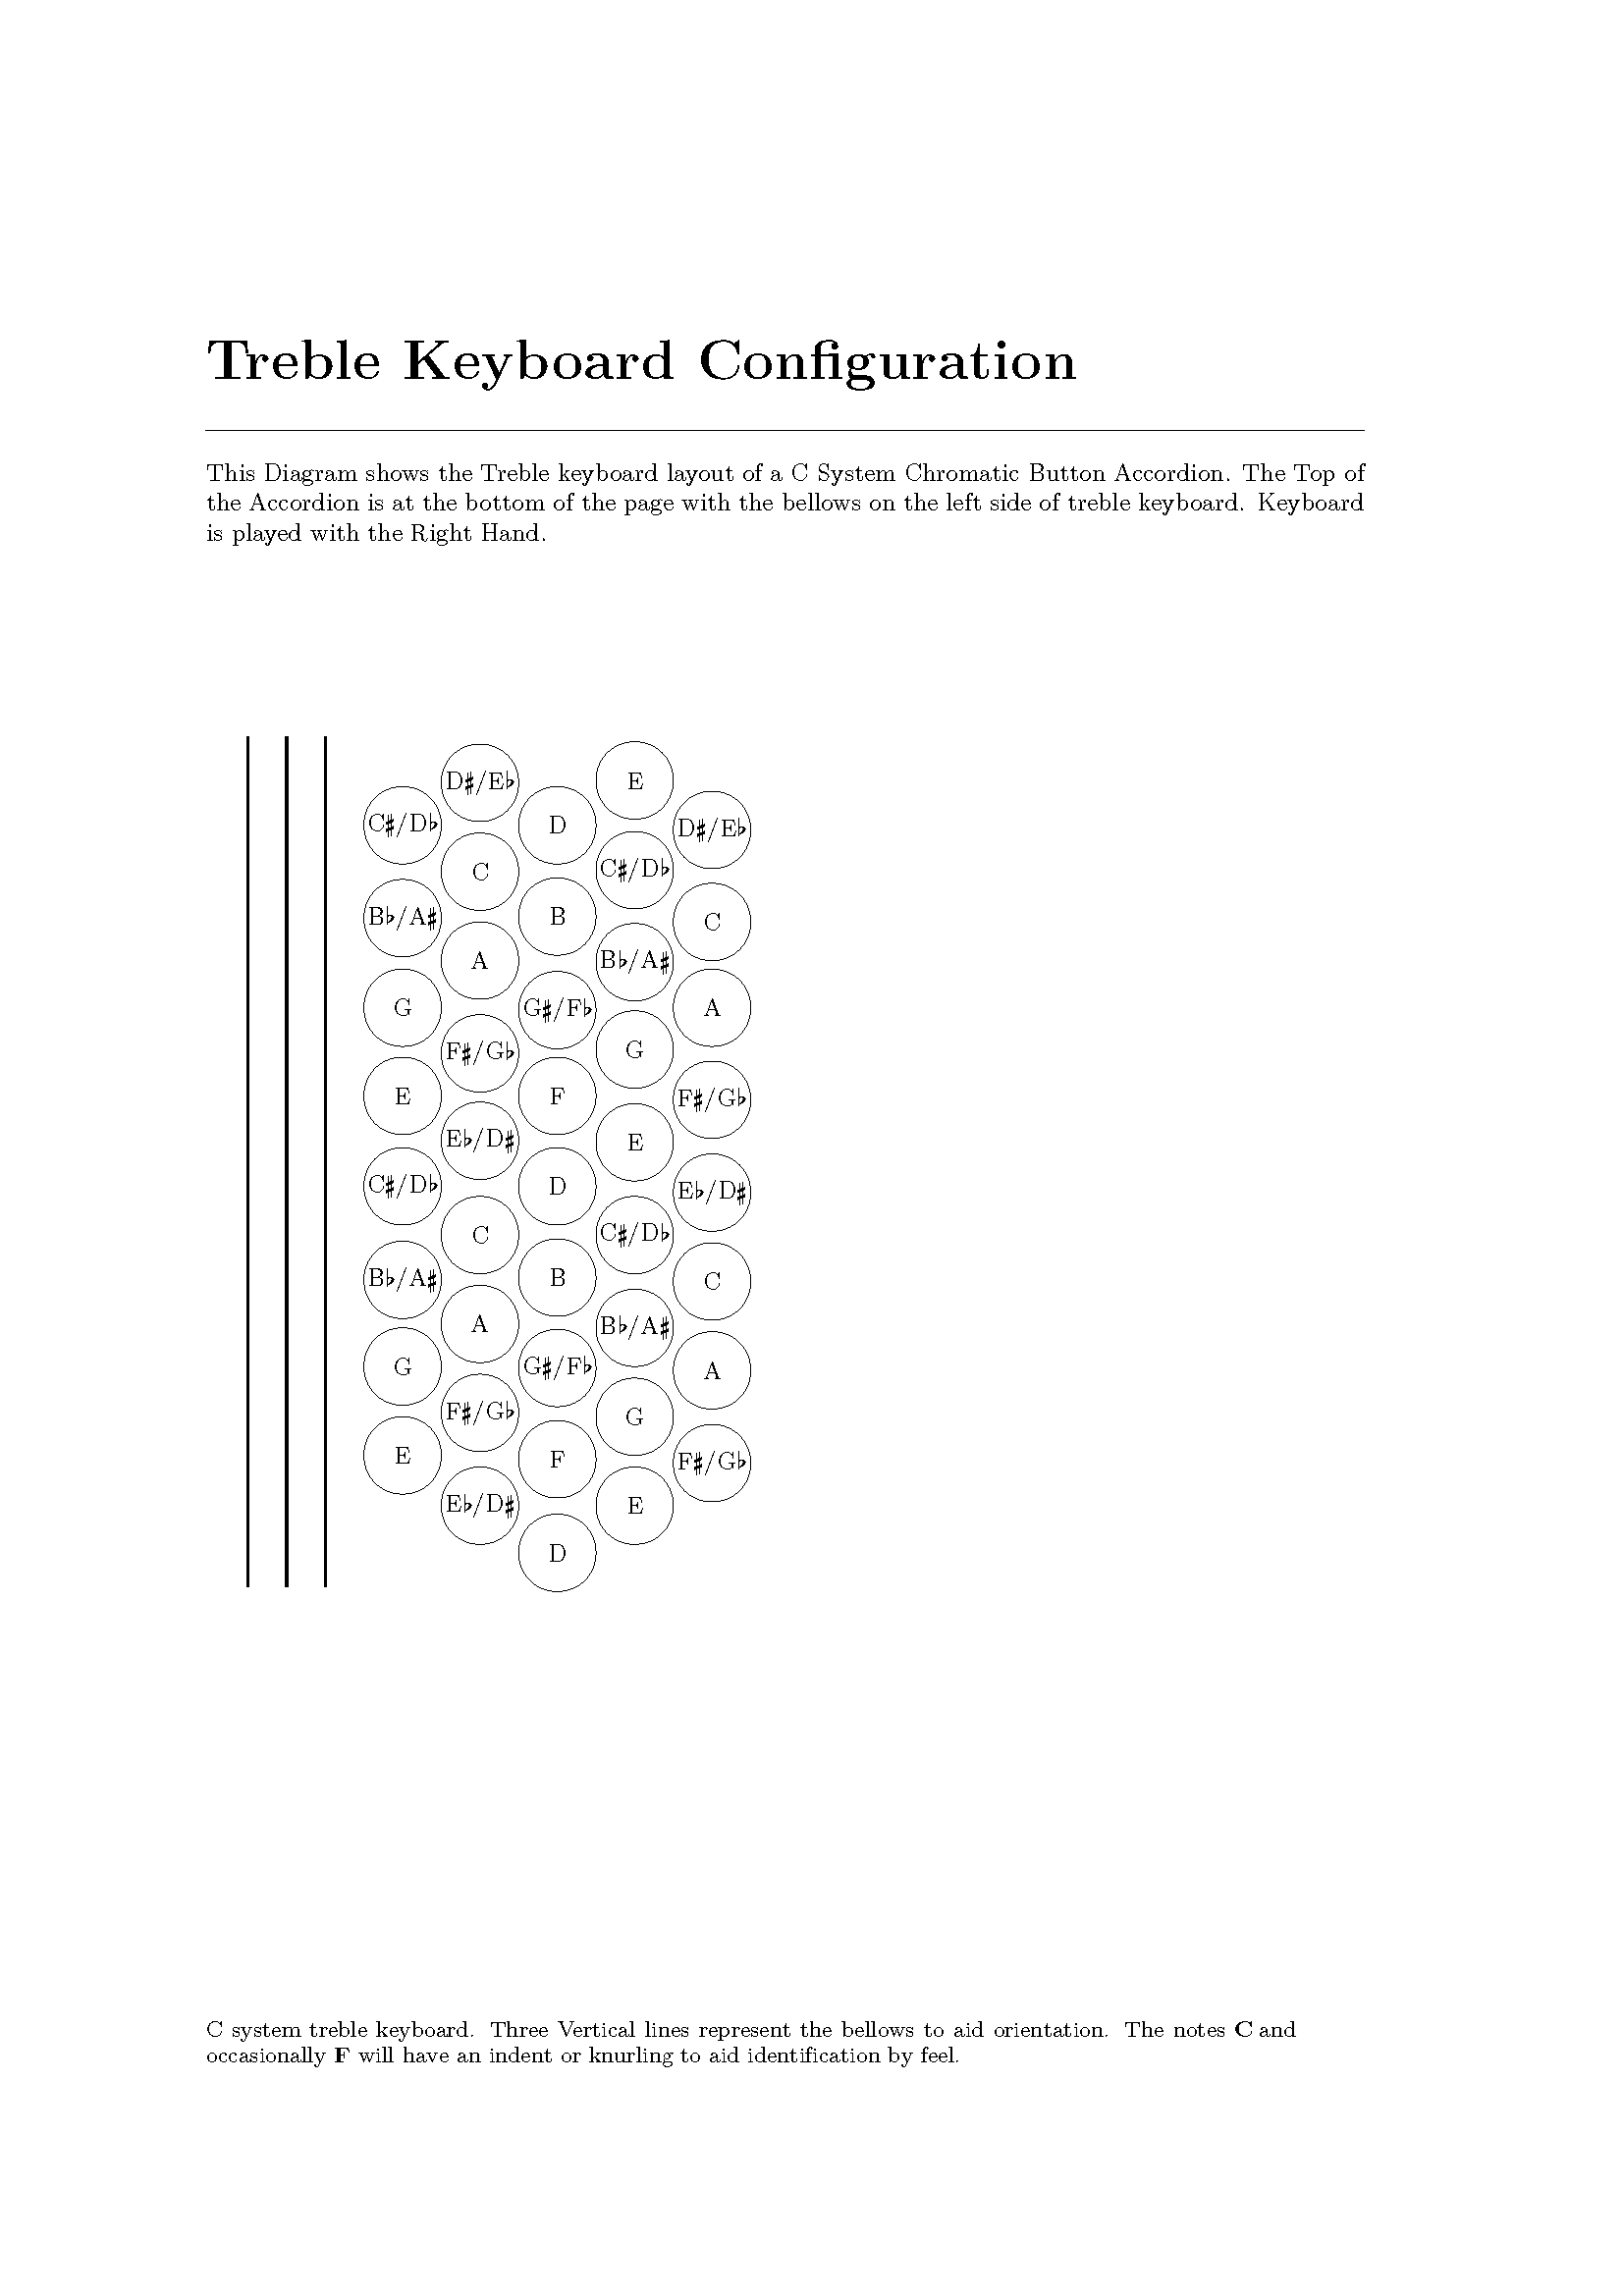 Treble Keyboard Configuration
This Diagram shows the Treble keyboard layout of a C System Chromatic Button Accordion. The Top of
the Accordion is at the bottom of the page with the bellows on the left side of treble keyboard. Keyboard
is played with the Right Hand.
E
D♯/E♭
C♯/D♭ D D♯/E♭
C C♯/D♭
B♭/A♯ B C
A B♭/A♯
G G♯/F♭ A
F♯/G♭ G
E F F♯/G♭
E♭/D♯ E
C♯/D♭ D E♭/D♯
C C♯/D♭
B♭/A♯ B C
A B♭/A♯
G G♯/F♭ A
F♯/G♭ G
E F F♯/G♭
E♭/D♯ E
D
C system treble keyboard. Three Vertical lines represent the bellows to aid orientation. The notes C and
occasionally F will have an indent or knurling to aid identification by feel.